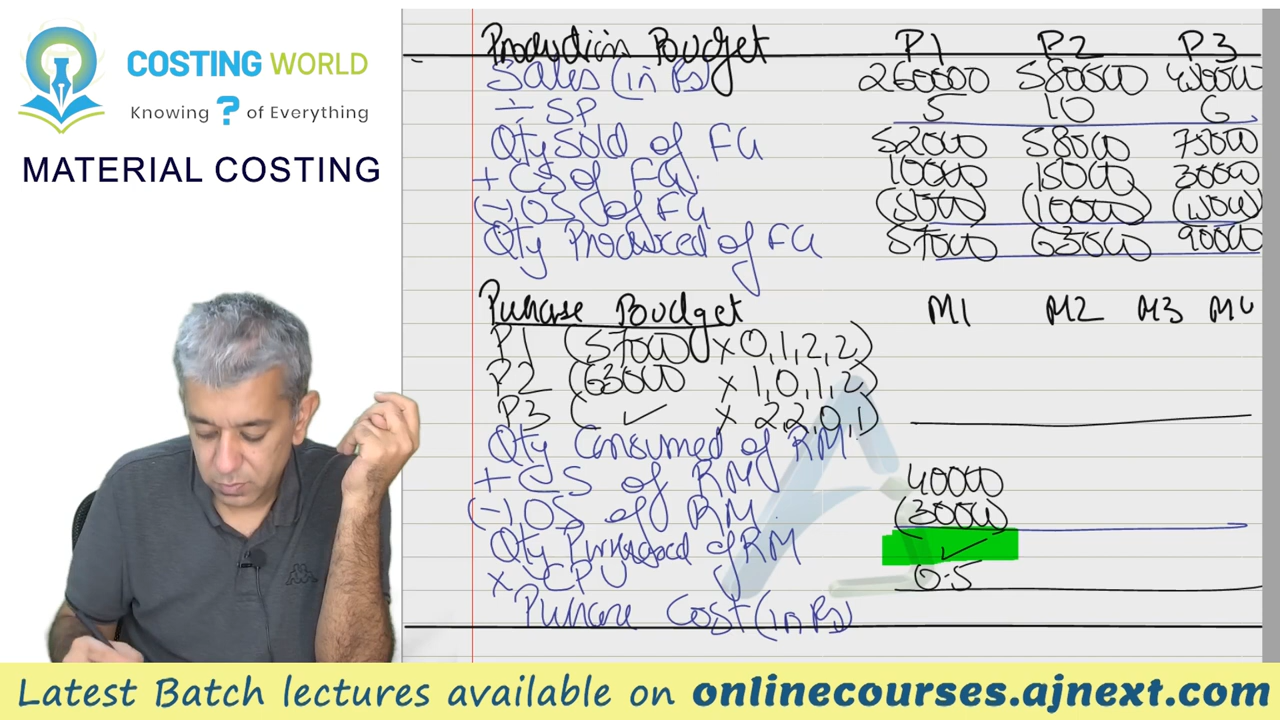 COSTING WORLD
Knowing ? of Everything
MATERIAL COSTING
Production Budget P1 P2 P3
Sales (in Rs) 260000 580000 450000
÷ SP 5 10 6
Qty Sold of FG 52000 58000 75000
+ CS of FG 10000 15000 30000
(-) OS of FG (5000) (10000) (15000)
Qty Produced of FG 57000 63000 90000
Purchase Budget M1 M2 M3 M4
P1 (57000 × 0,1,2,2)
P2 (63000 × 1,0,1,2)
P3 ( ✓ × 2,2,0,1)
Qty Consumed of RM
+ CS of RM 40000
(-) OS of RM (30000)
Qty Purchased of RM ✓
× CP 0.5
Purchase Cost (in Rs)
Latest Batch lectures available on onlinecourses.ajnext.com